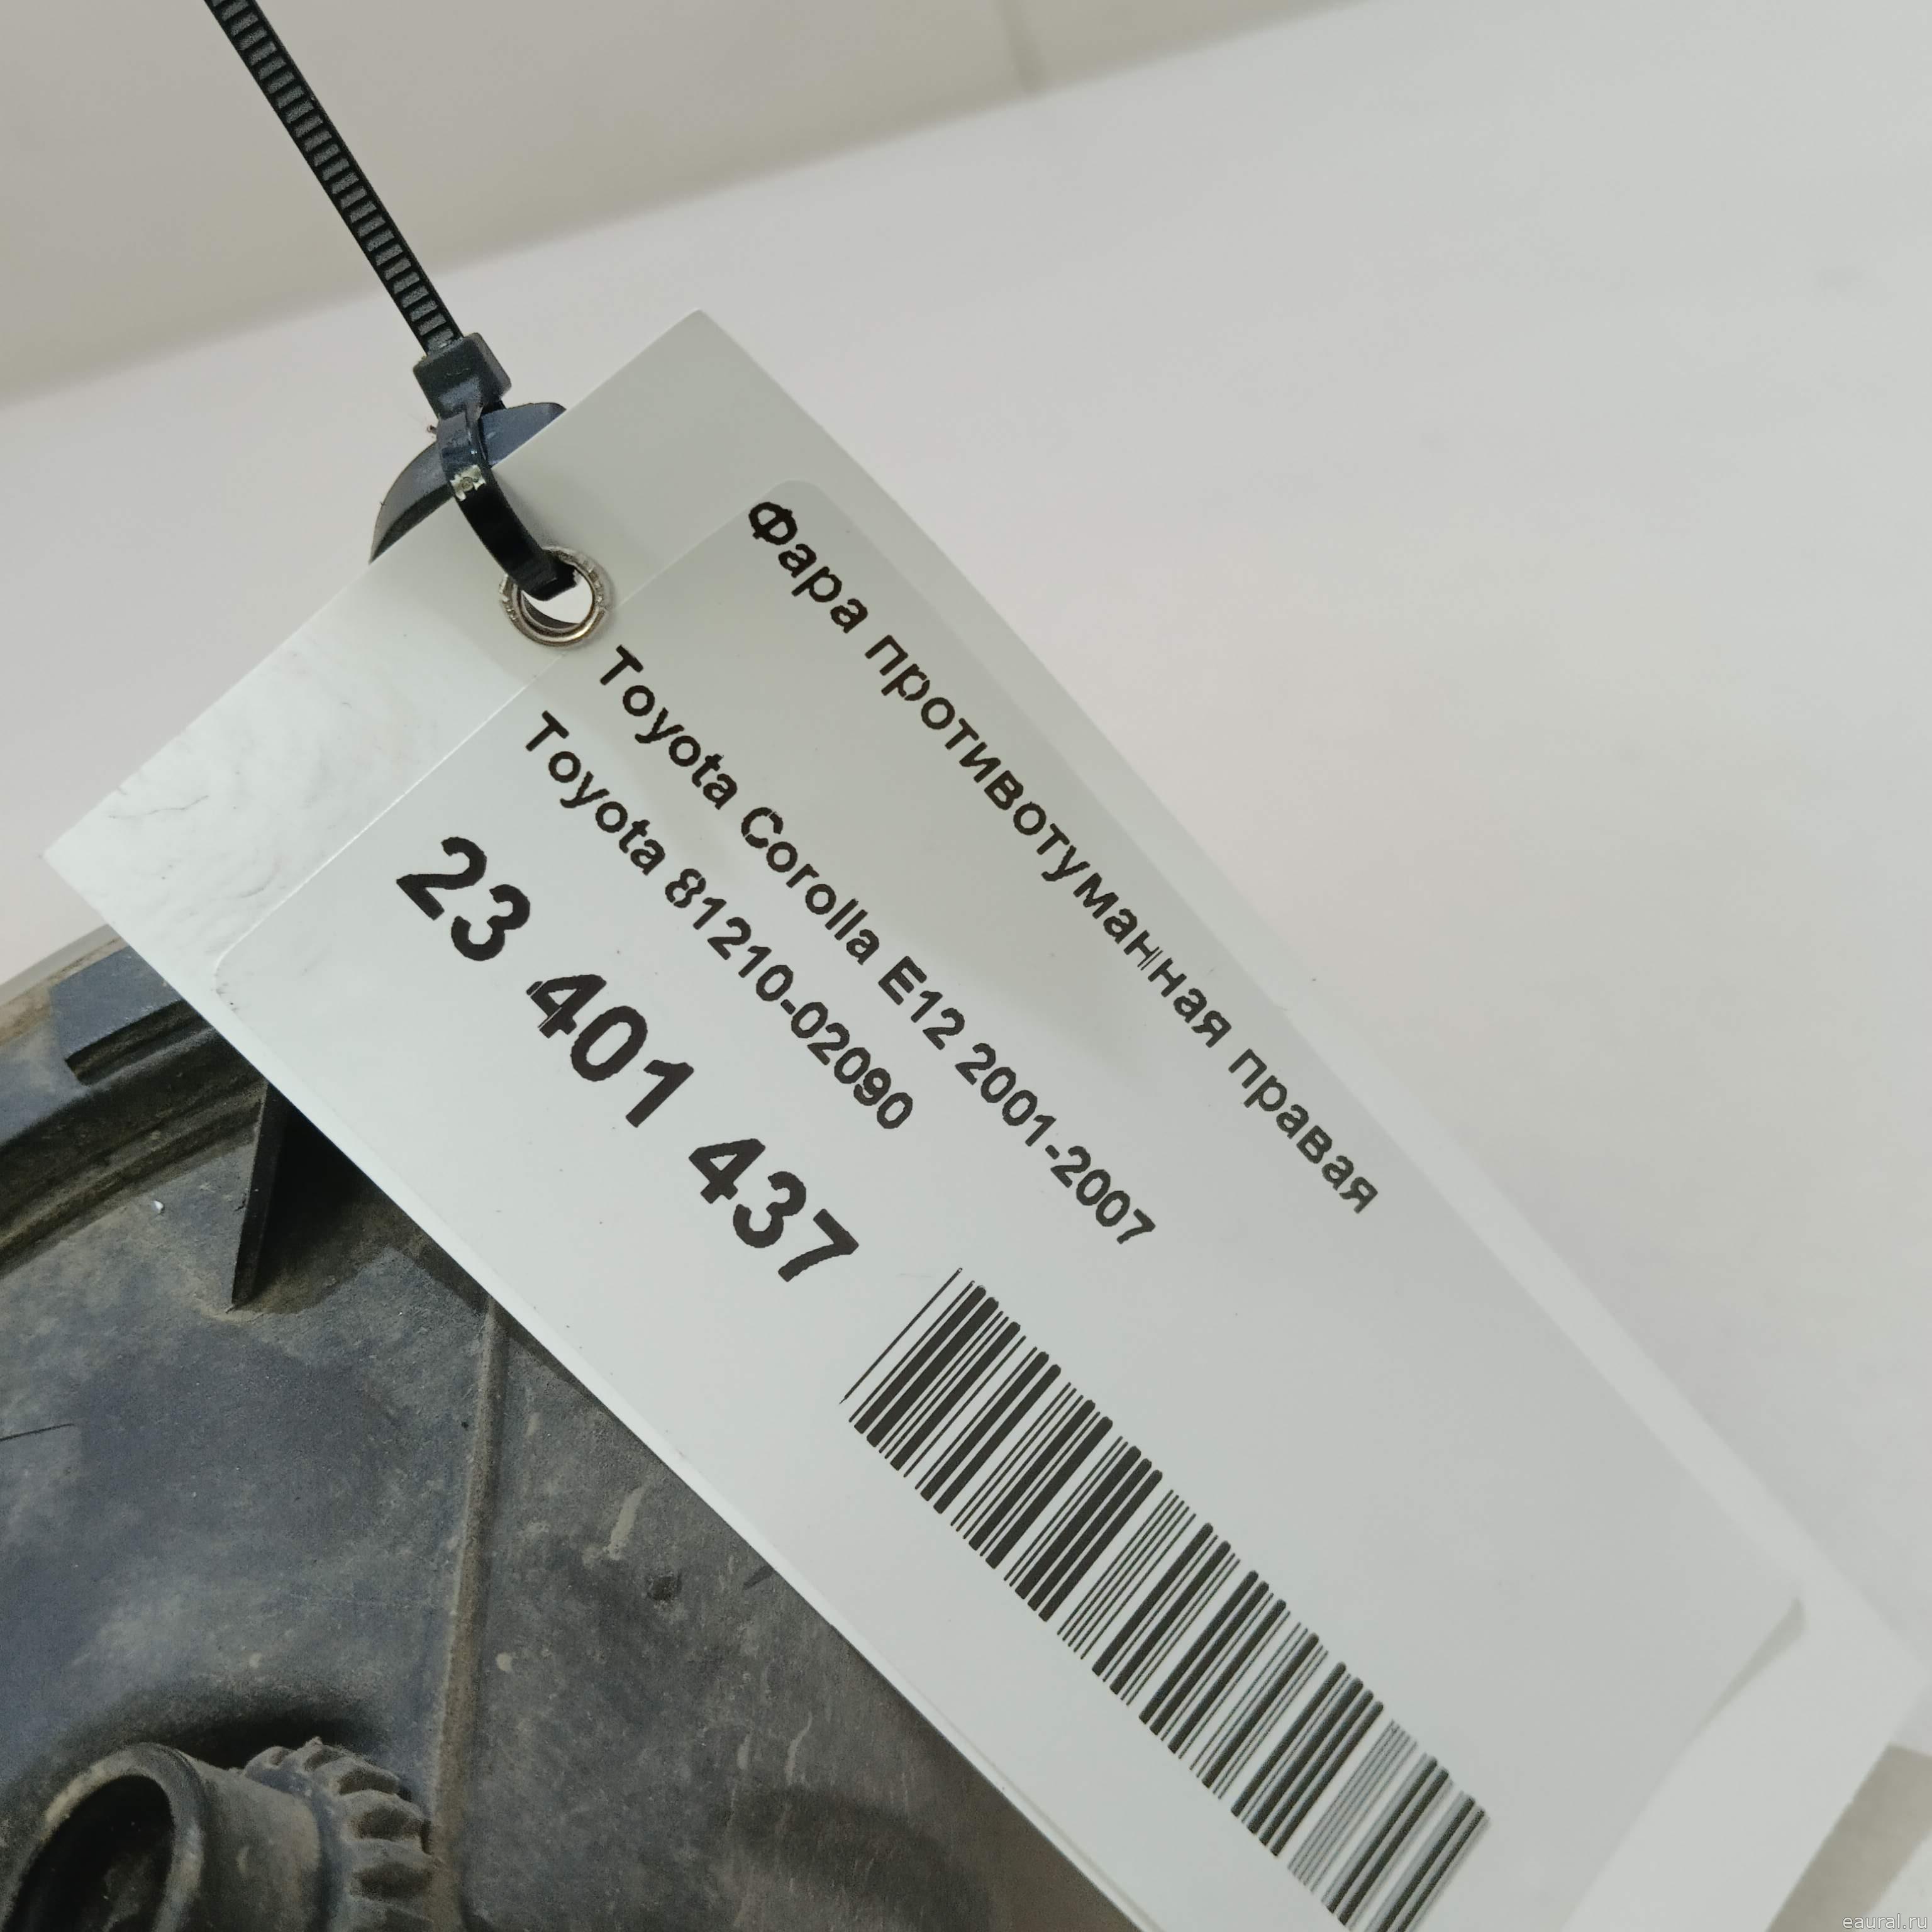 Фара противотуманная правая
Toyota Corolla E12 2001-2007
Toyota 81210-02090
23 401 437
eaural.ru